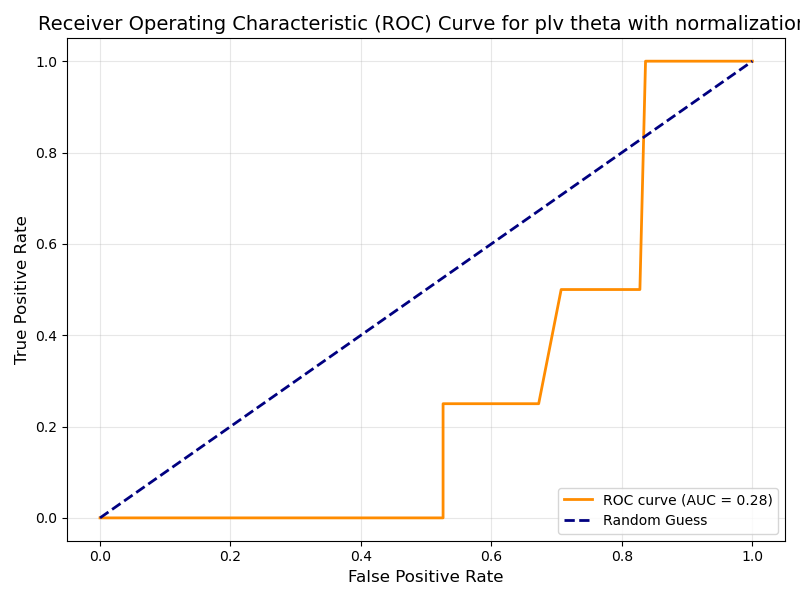 Receiver Operating Characteristic (ROC) Curve for plv theta with normalization
1.0
0.8
0.6
0.4
0.2
0.0
True Positive Rate
0.0 0.2 0.4 0.6 0.8 1.0
False Positive Rate
ROC curve (AUC = 0.28)
Random Guess